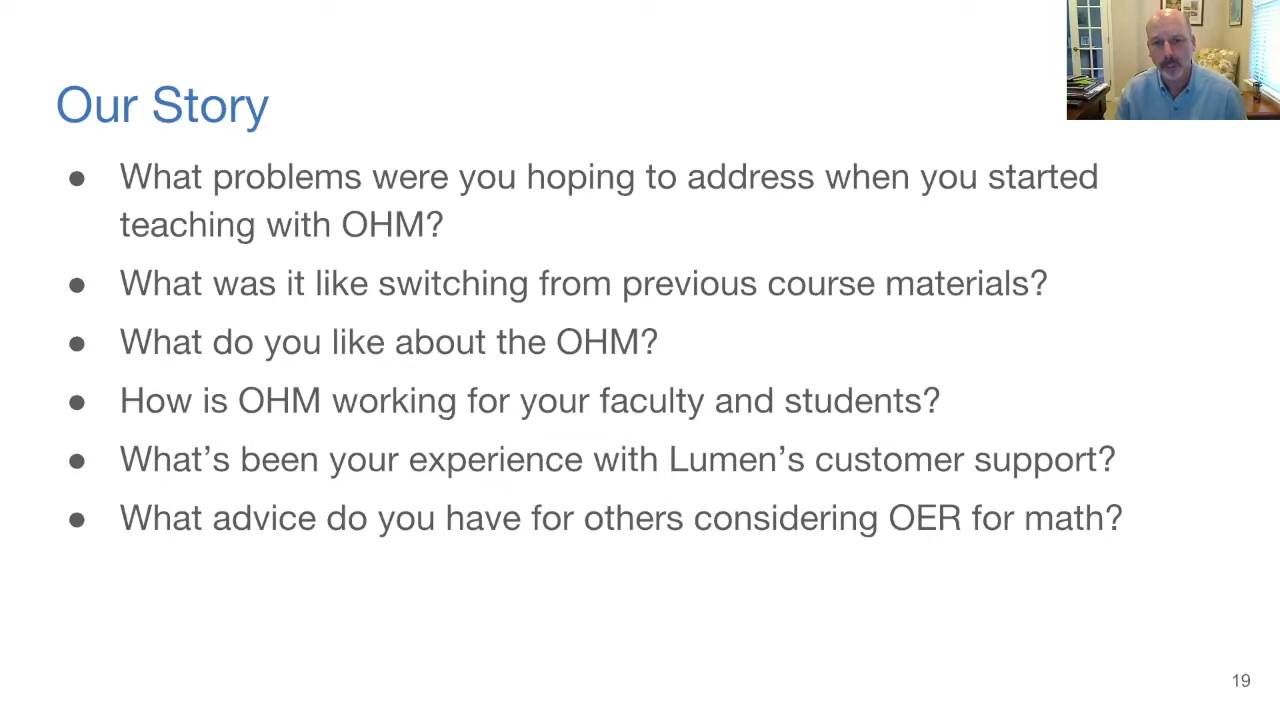 Our Story
● What problems were you hoping to address when you started
teaching with OHM?
● What was it like switching from previous course materials?
● What do you like about the OHM?
● How is OHM working for your faculty and students?
● What’s been your experience with Lumen’s customer support?
● What advice do you have for others considering OER for math?
19